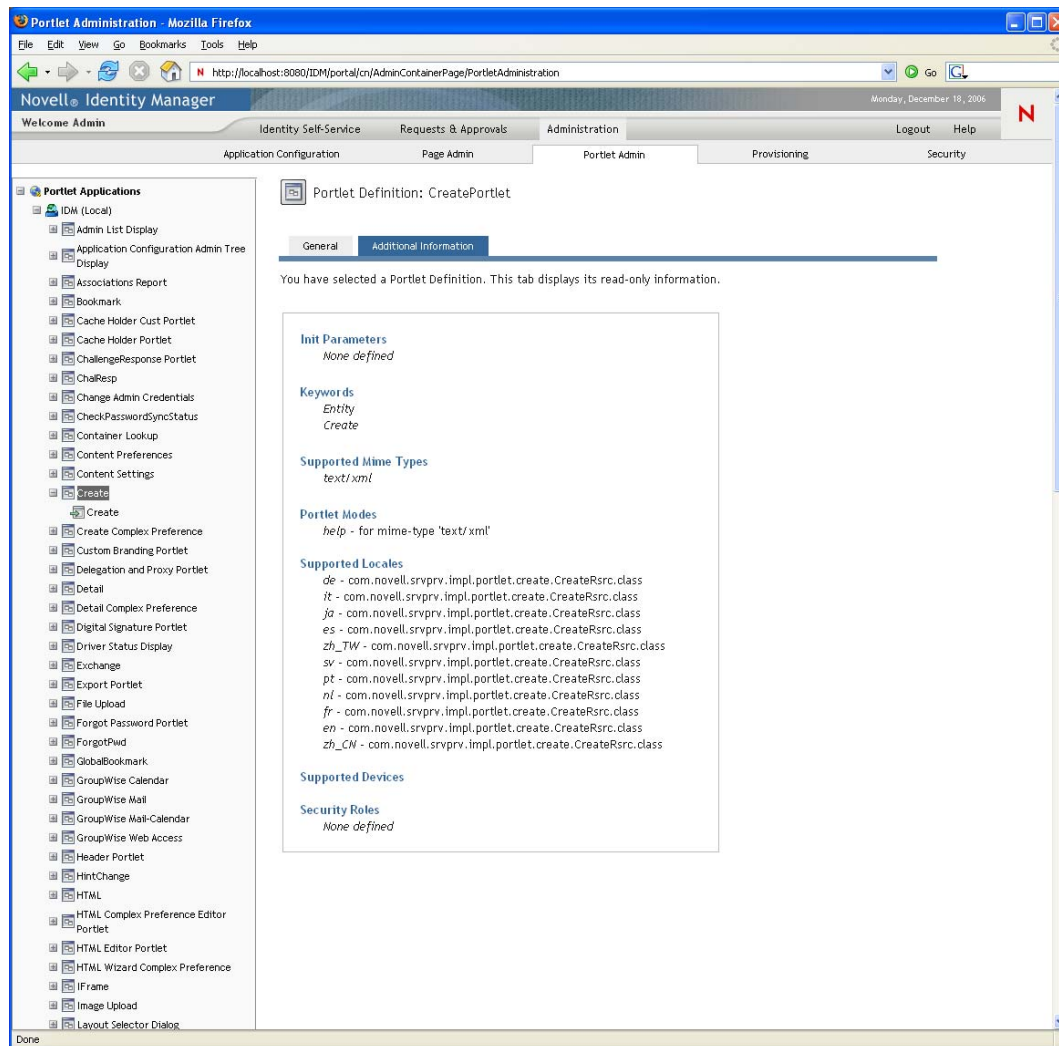 Portlet Administration - Mozilla Firefox
File Edit View Go Bookmarks Tools Help
N http://localhost:8080/IDM/portal/cn/AdminContainerPage/PortletAdministration Go G
Novell® Identity Manager Monday, December 18, 2006
N
Welcome Admin Identity Self-Service Requests & Approvals Administration Logout Help
Application Configuration Page Admin Portlet Admin Provisioning Security
Portlet Applications
IDM (Local)
Admin List Display
Application Configuration Admin Tree
Display
Associations Report
Bookmark
Cache Holder Cust Portlet
Cache Holder Portlet
ChallengeResponse Portlet
ChalResp
Change Admin Credentials
CheckPasswordSyncStatus
Container Lookup
Content Preferences
Content Settings
Create
Create
Create Complex Preference
Custom Branding Portlet
Delegation and Proxy Portlet
Detail
Detail Complex Preference
Digital Signature Portlet
Driver Status Display
Exchange
Export Portlet
File Upload
Forgot Password Portlet
ForgotPwd
GlobalBookmark
GroupWise Calendar
GroupWise Mail
GroupWise Mail-Calendar
GroupWise Web Access
Header Portlet
HintChange
HTML
HTML Complex Preference Editor
Portlet
HTML Editor Portlet
HTML Wizard Complex Preference
IFrame
Image Upload
Layout Selector Dialog
Portlet Definition: CreatePortlet
General Additional Information
You have selected a Portlet Definition. This tab displays its read-only information.
Init Parameters
None defined
Keywords
Entity
Create
Supported Mime Types
text/xml
Portlet Modes
help - for mime-type 'text/xml'
Supported Locales
de - com.novell.srvprv.impl.portlet.create.CreateRsrc.class
it - com.novell.srvprv.impl.portlet.create.CreateRsrc.class
ja - com.novell.srvprv.impl.portlet.create.CreateRsrc.class
es - com.novell.srvprv.impl.portlet.create.CreateRsrc.class
zh_TW - com.novell.srvprv.impl.portlet.create.CreateRsrc.class
sv - com.novell.srvprv.impl.portlet.create.CreateRsrc.class
pt - com.novell.srvprv.impl.portlet.create.CreateRsrc.class
nl - com.novell.srvprv.impl.portlet.create.CreateRsrc.class
fr - com.novell.srvprv.impl.portlet.create.CreateRsrc.class
en - com.novell.srvprv.impl.portlet.create.CreateRsrc.class
zh_CN - com.novell.srvprv.impl.portlet.create.CreateRsrc.class
Supported Devices
Security Roles
None defined
Done